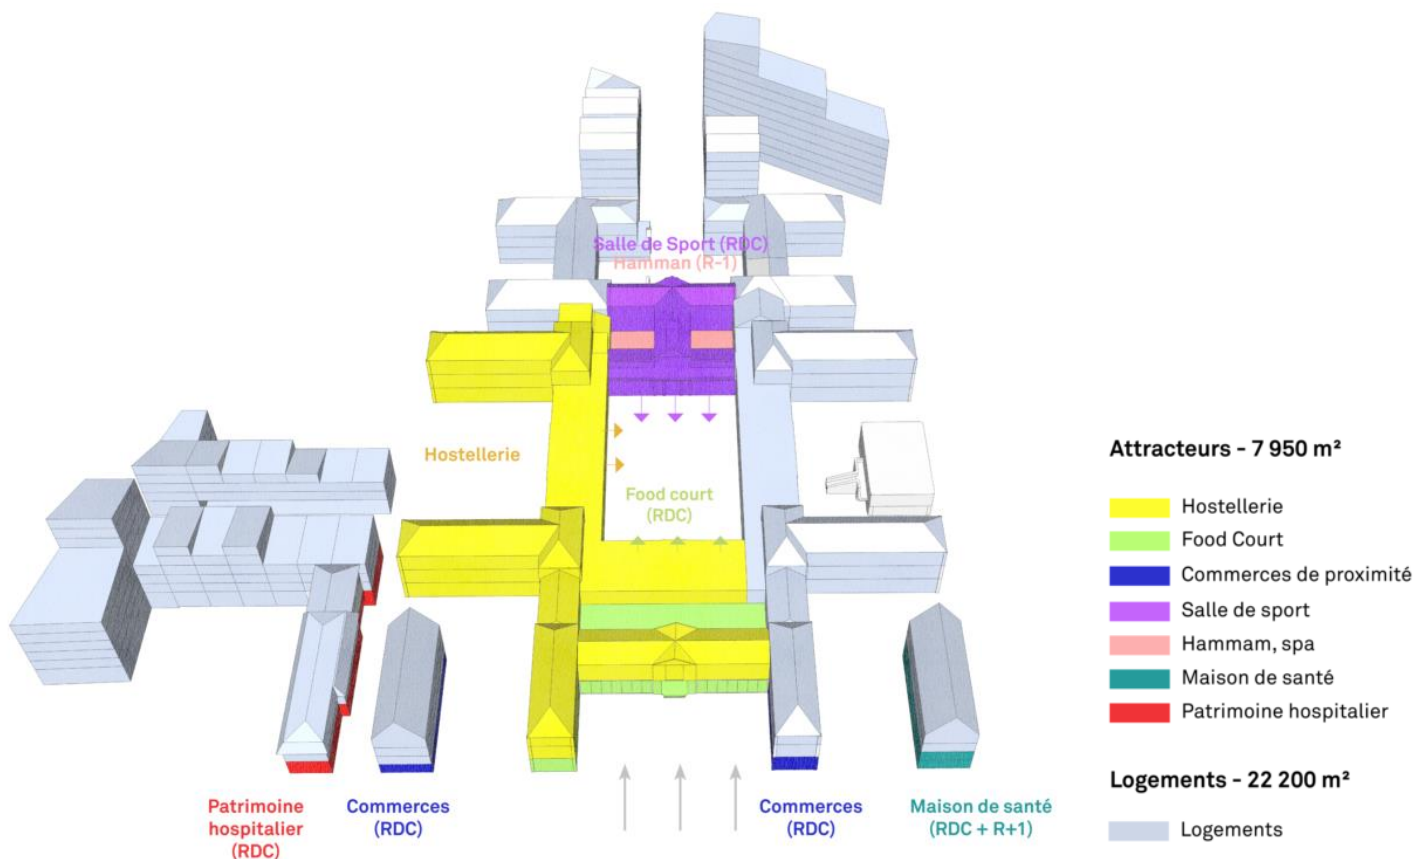 Salle de Sport (RDC)
Hamman (R-1)
Hostellerie
Food court
(RDC)
Patrimoine
hospitalier
(RDC)
Commerces
(RDC)
Commerces
(RDC)
Maison de santé
(RDC + R+1)
Attracteurs - 7 950 m²
Hostellerie
Food Court
Commerces de proximité
Salle de sport
Hammam, spa
Maison de santé
Patrimoine hospitalier
Logements - 22 200 m²
Logements